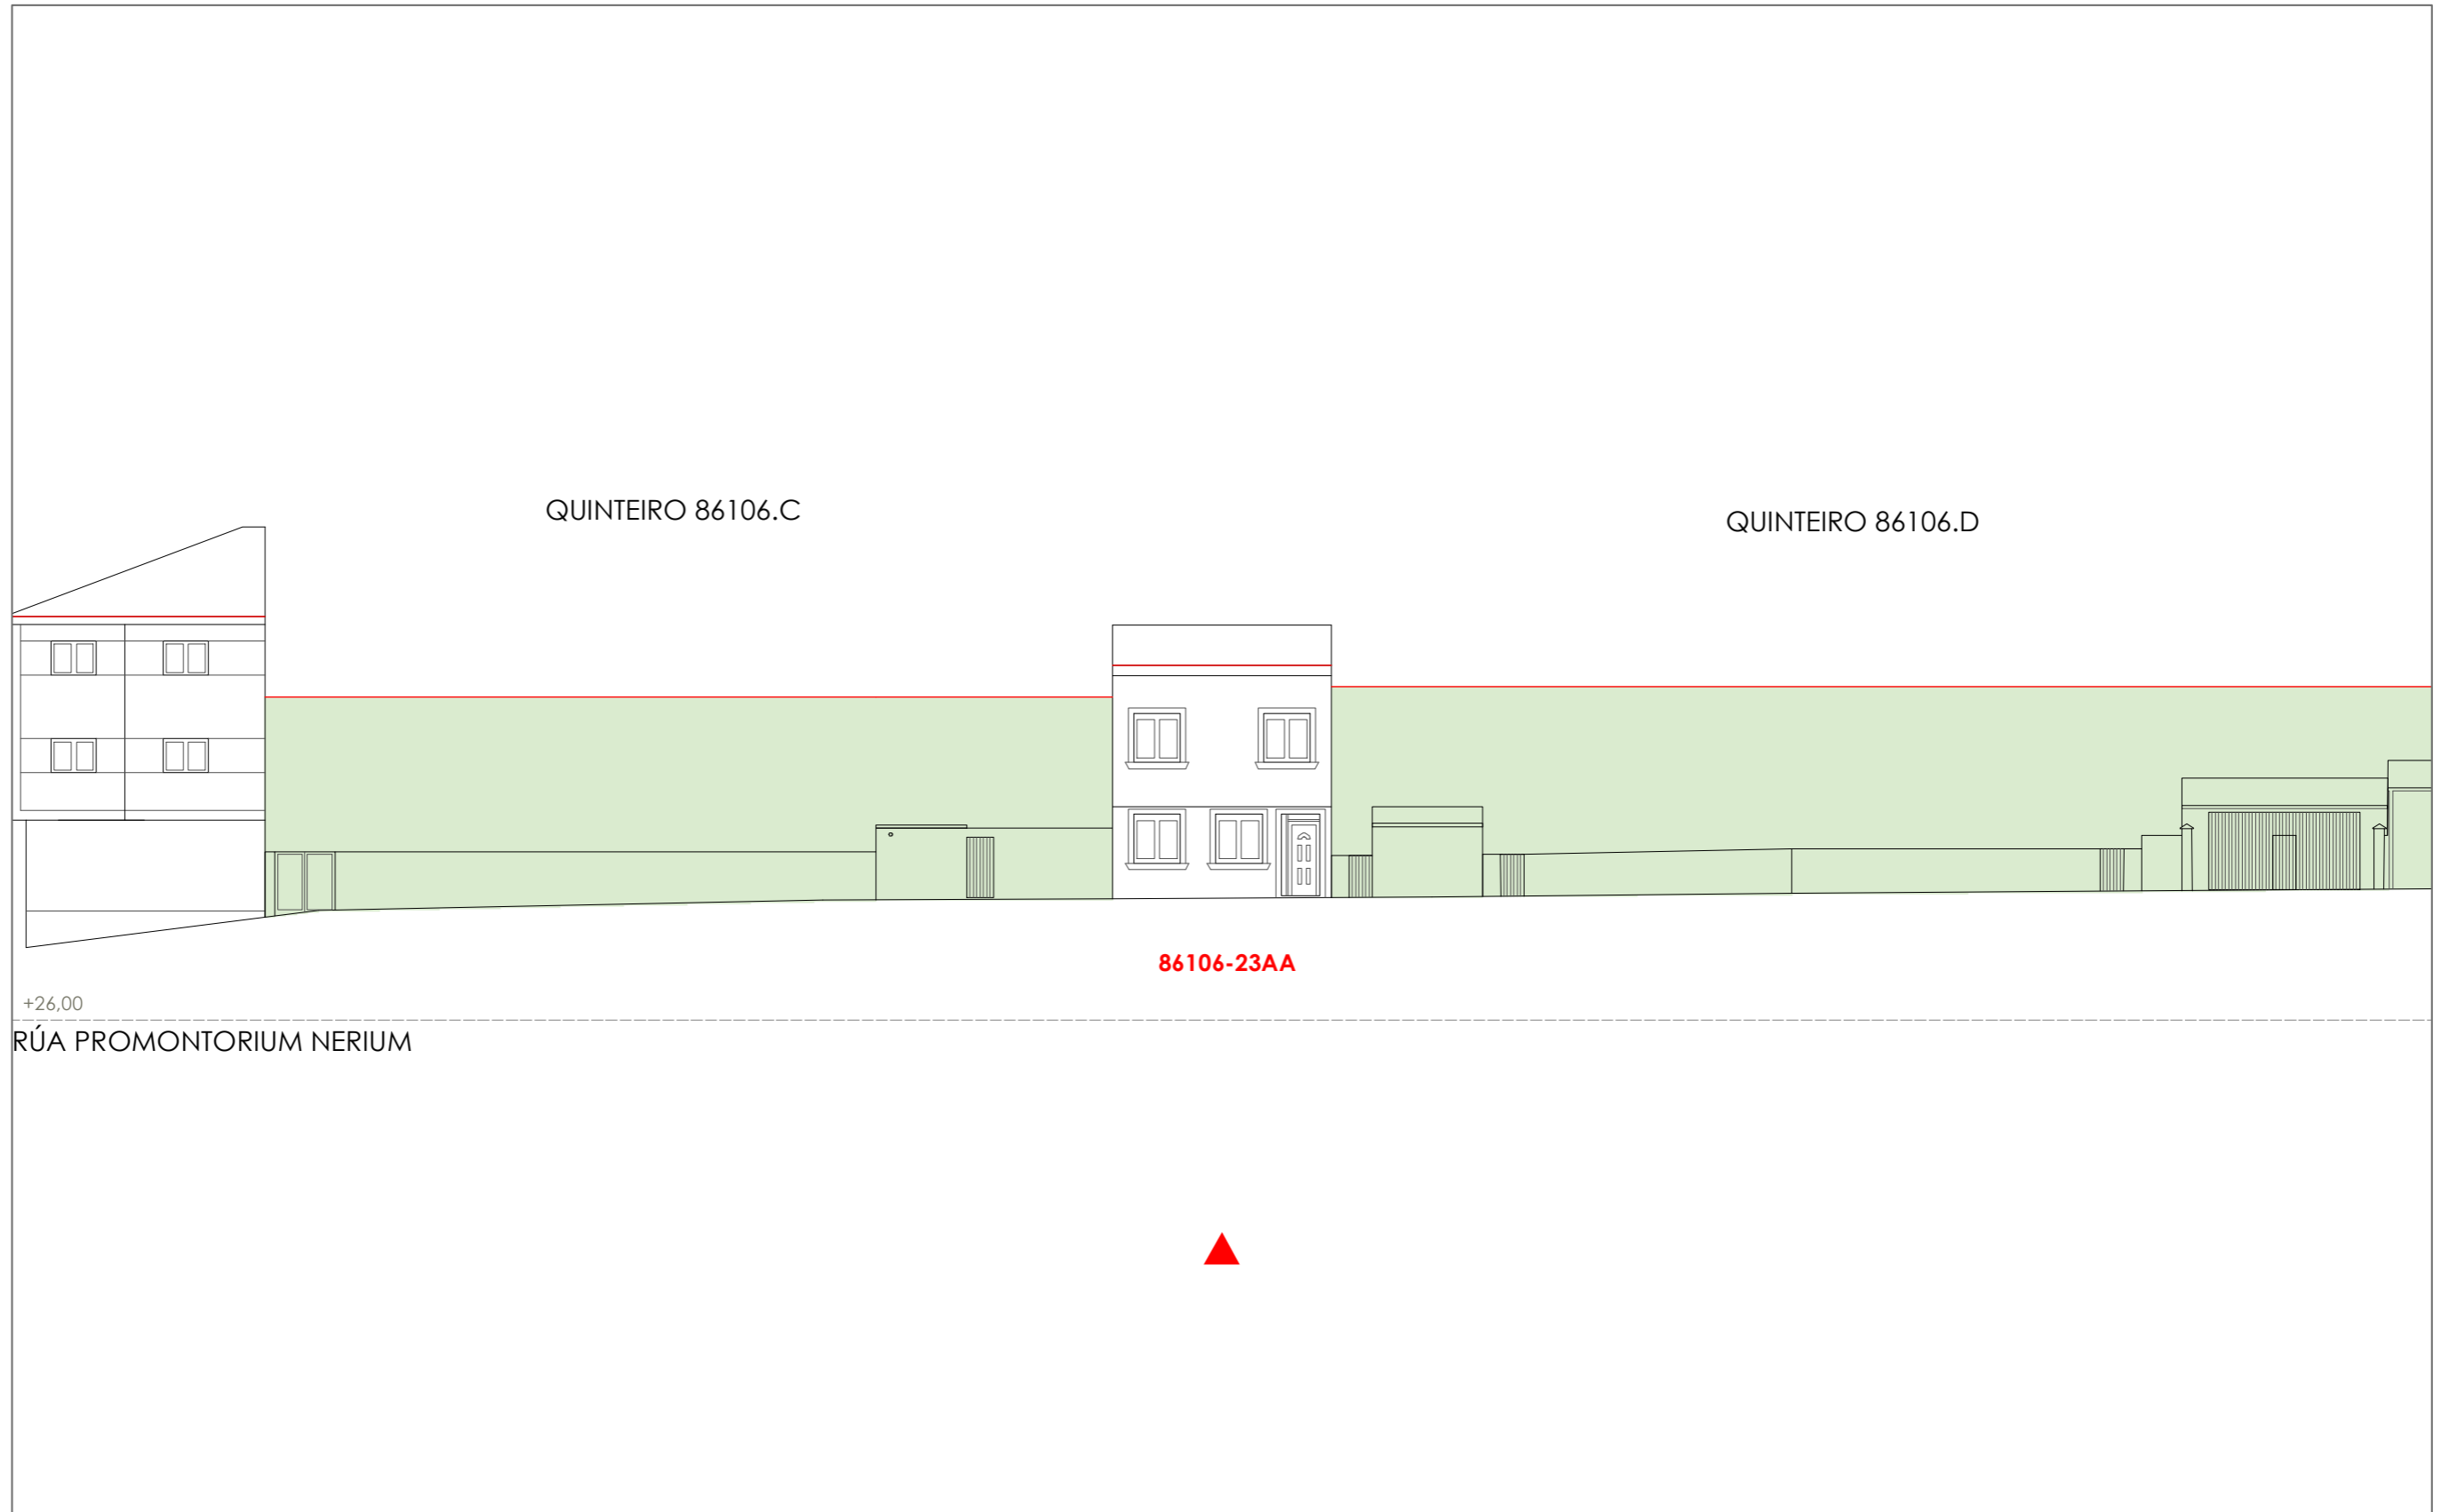 QUINTEIRO 86106.C
QUINTEIRO 86106.D
86106-23AA
+26,00
RÚA PROMONTORIUM NERIUM